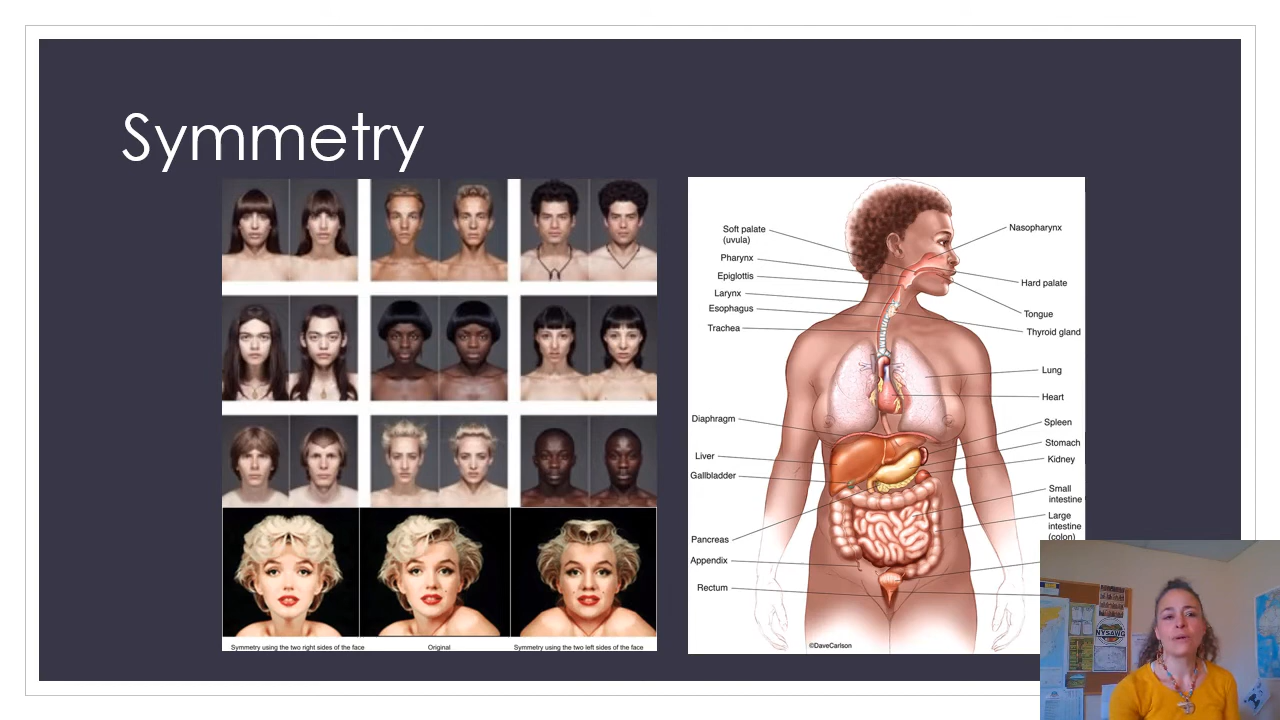 Symmetry
Soft palate
(uvula)
Pharynx
Epiglottis
Larynx
Esophagus
Trachea
Diaphragm
Liver
Gallbladder
Pancreas
Appendix
Rectum
Nasopharynx
Hard palate
Tongue
Thyroid gland
Lung
Heart
Spleen
Stomach
Kidney
Small
intestine
Large
intestine
(colon)
©DaveCarlson
Symmetry using the two right sides of the face
Original
Symmetry using the two left sides of the face
NYSAWG